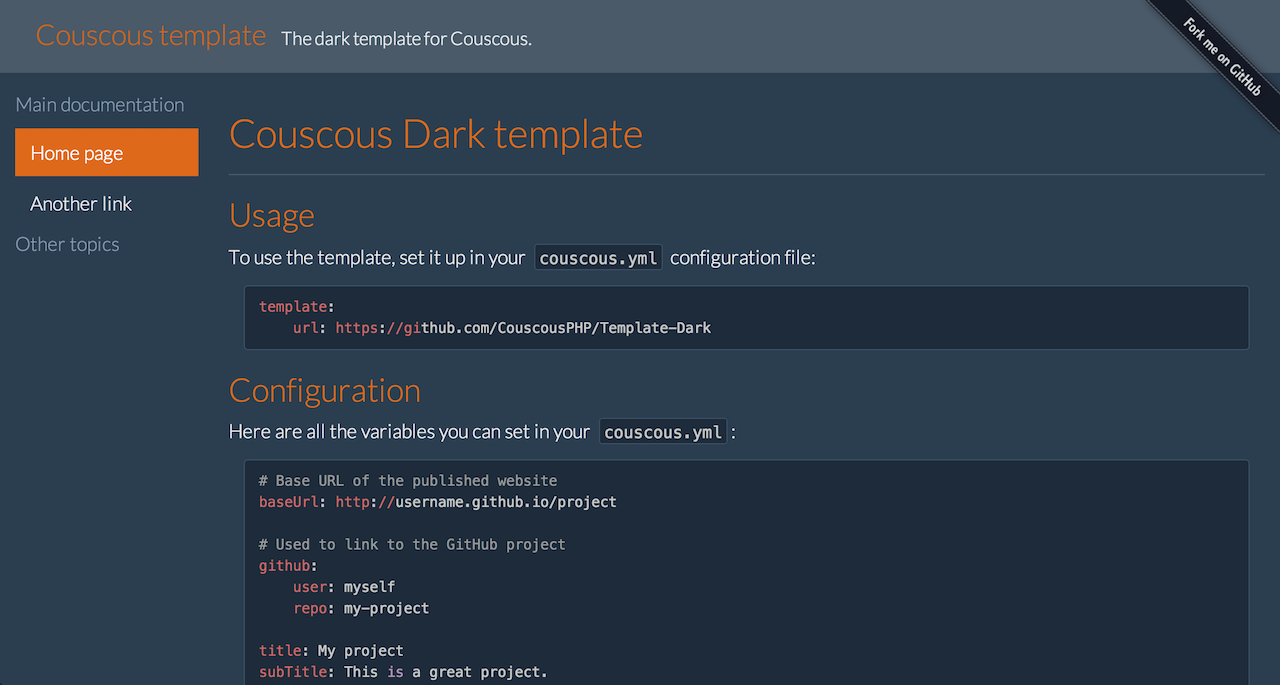 Couscous template The dark template for Couscous.
Fork me on GitHub
Main documentation
Home page
Another link
Other topics
Couscous Dark template
Usage
To use the template, set it up in your couscous.yml configuration file:
template:
    url: https://github.com/CouscousPHP/Template-Dark
Configuration
Here are all the variables you can set in your couscous.yml :
# Base URL of the published website
baseUrl: http://username.github.io/project
# Used to link to the GitHub project
github:
    user: myself
    repo: my-project
title: My project
subTitle: This is a great project.